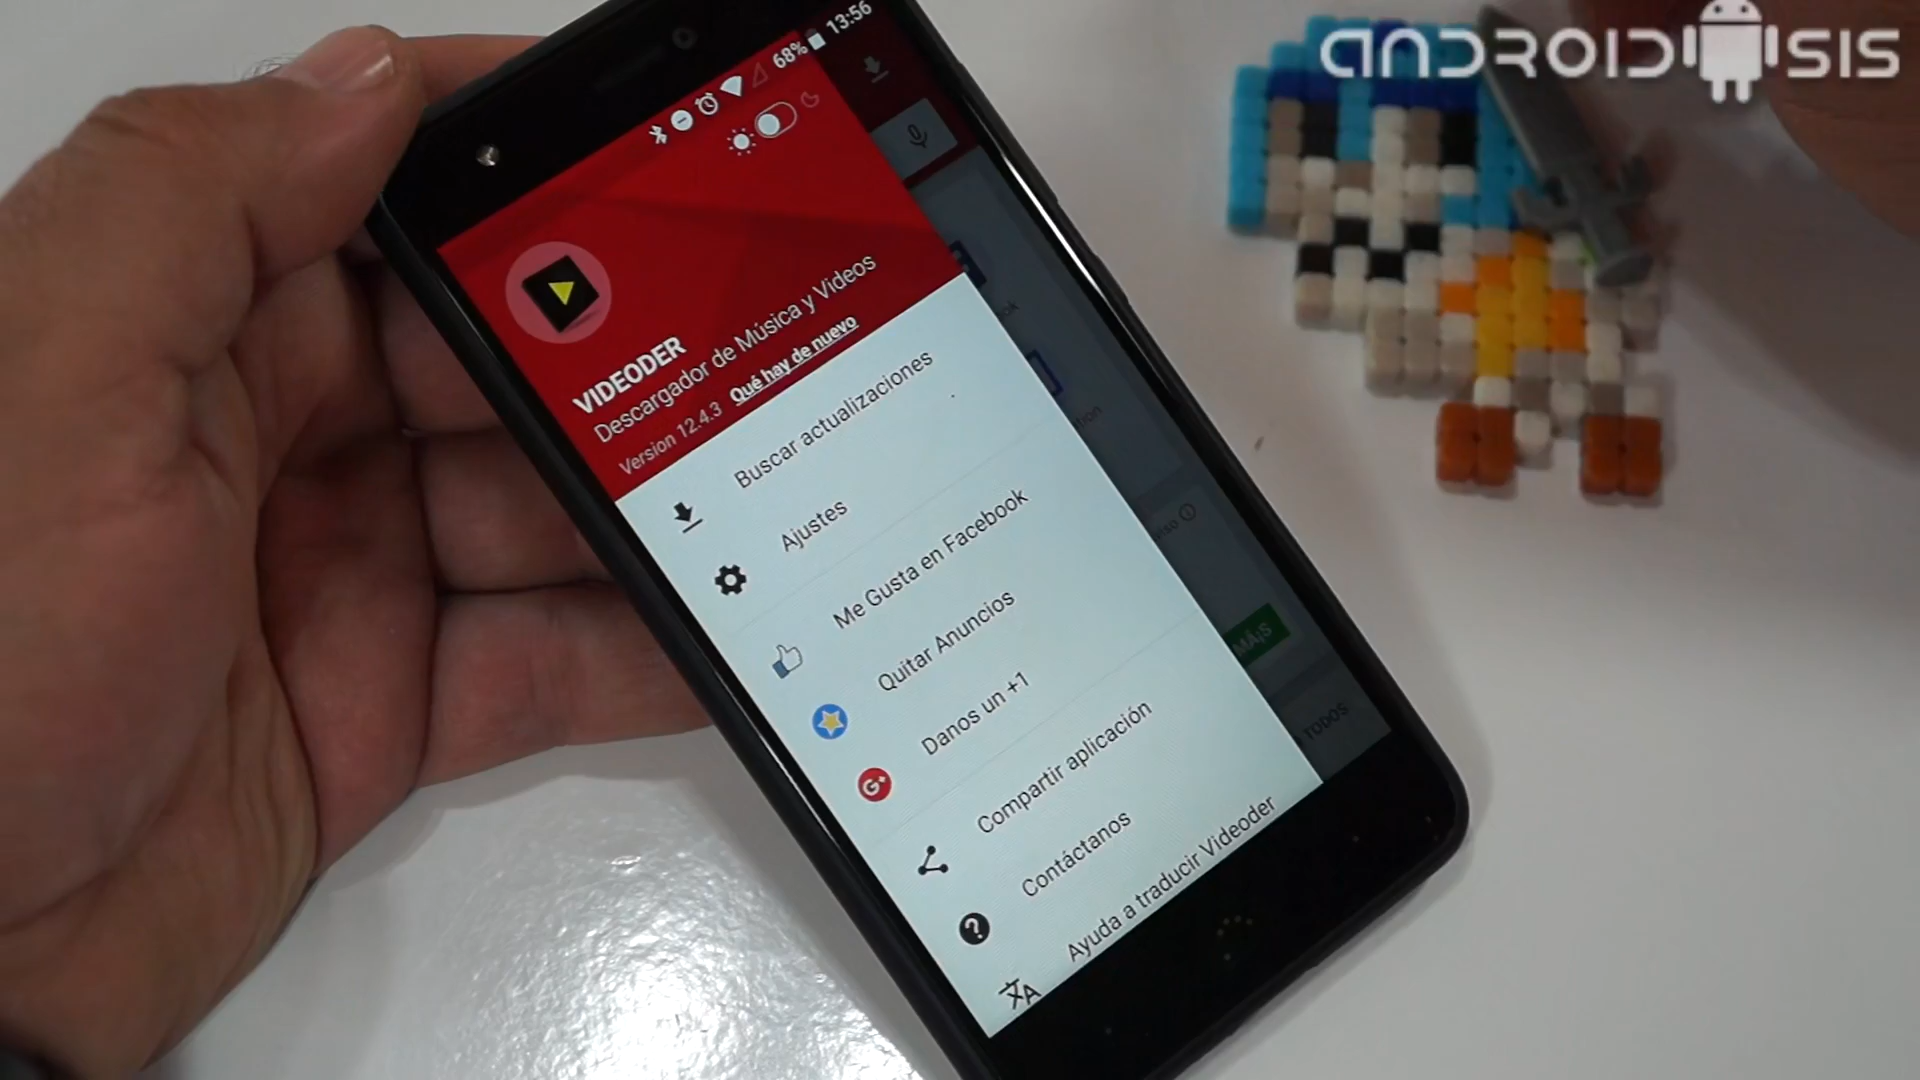 ANDROIDSIS
68% 13:56
VIDEODER
Descargador de Música y Videos
Version 12.4.3 Qué hay de nuevo
Buscar actualizaciones
Ajustes
Me Gusta en Facebook
Quitar Anuncios
Danos un +1
G+
Compartir aplicación
Contáctanos
Ayuda a traducir Videoder
MÁ¡S
TODOS